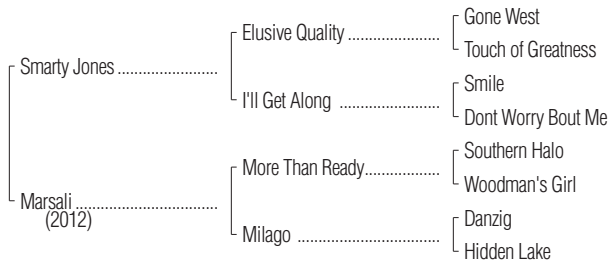 Gone West
Elusive Quality ....................
Touch of Greatness
Smarty Jones ......................
Smile
I'll Get Along ......................
Dont Worry Bout Me
Southern Halo
More Than Ready................
Woodman's Girl
Marsali ................................
(2012)
Danzig
Milago ................................
Hidden Lake